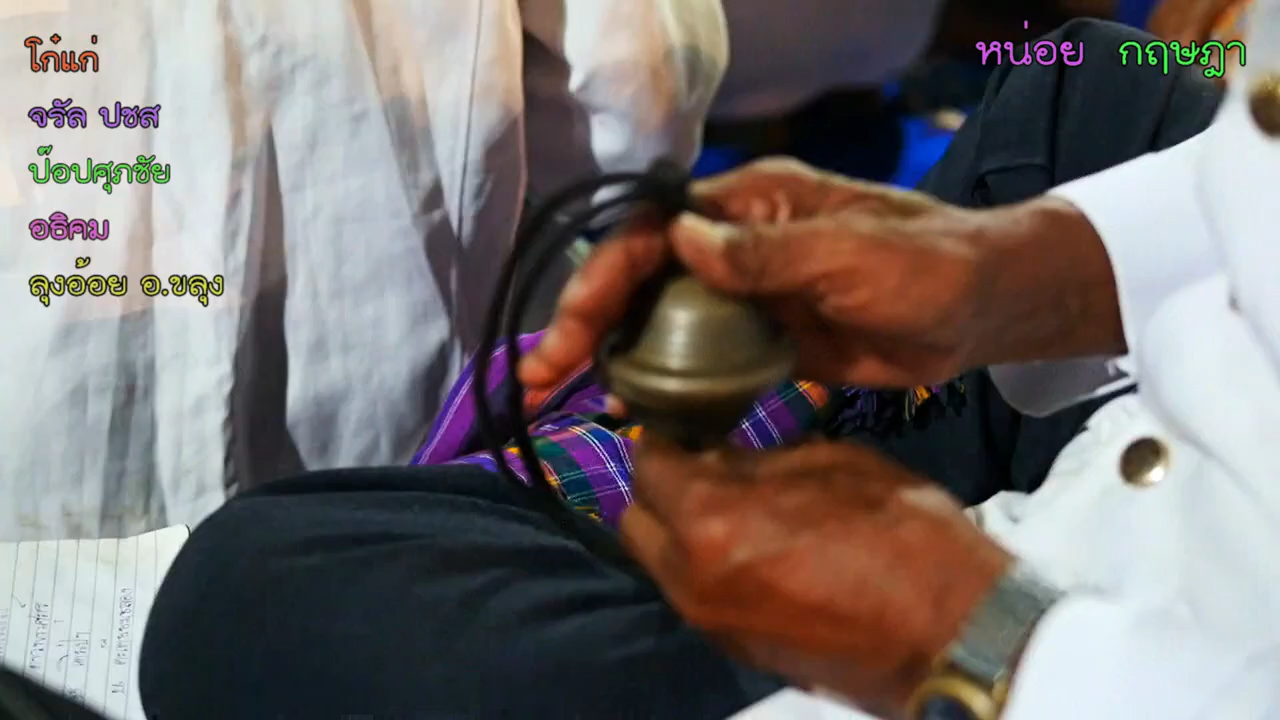 โก๋แก่
จรัล ปชส
ป๊อปศุภชัย
อธิคม
ลุงอ้อย อ.ขลุง
หน่อย กฤษฎา